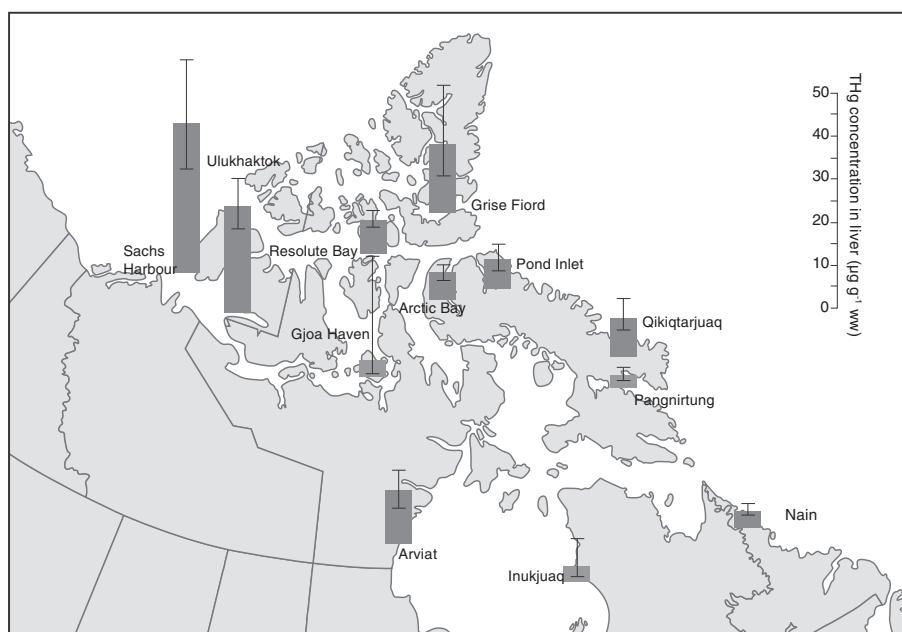 50
40
30
20
10
0
THg concentration in liver (µg g⁻¹ ww)
Ulukhaktok
Grise Fiord
Sachs
Harbour
Resolute Bay
Pond Inlet
Arctic Bay
Gjoa Haven
Qikiqtarjuaq
Pangnirtung
Nain
Arviat
Inukjuaq